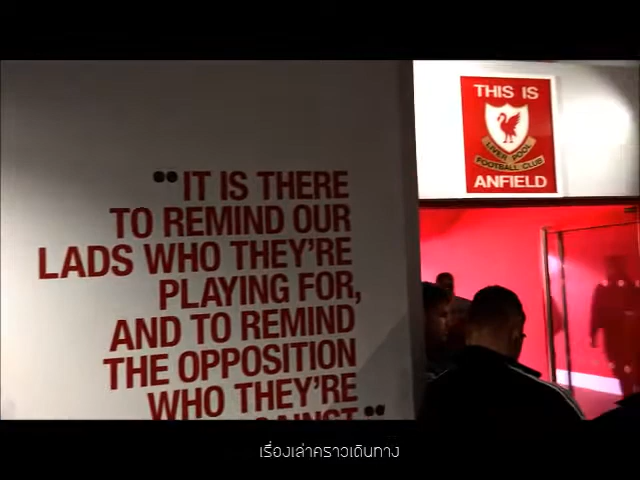 "IT IS THERE
TO REMIND OUR
LADS WHO THEY'RE
PLAYING FOR,
AND TO REMIND
THE OPPOSITION
WHO THEY'RE
AGAINST"
THIS IS
LIVERPOOL
FOOTBALL CLUB
ANFIELD
เรื่องเล่าคราวเดินทาง